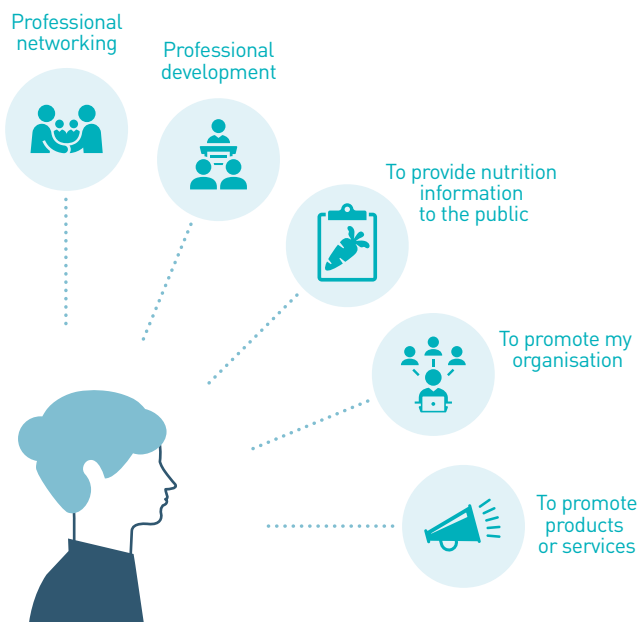 Professional
networking
Professional
development
To provide nutrition
information
to the public
To promote my
organisation
To promote
products
or services